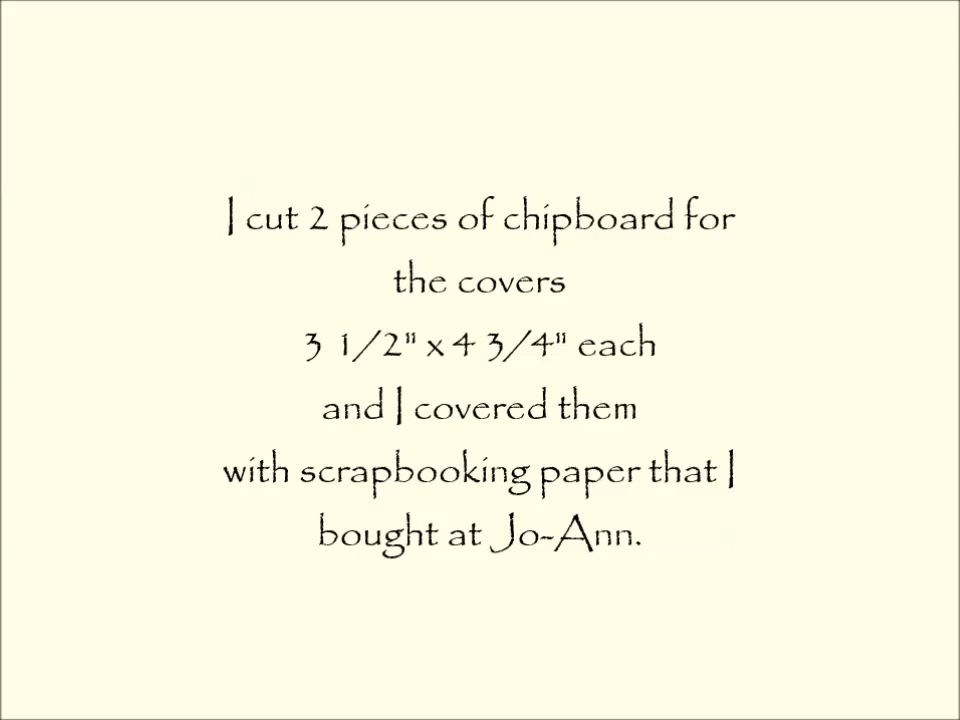 I cut 2 pieces of chipboard for
the covers
3 1/2" x 4 3/4" each
and I covered them
with scrapbooking paper that I
bought at Jo-Ann.